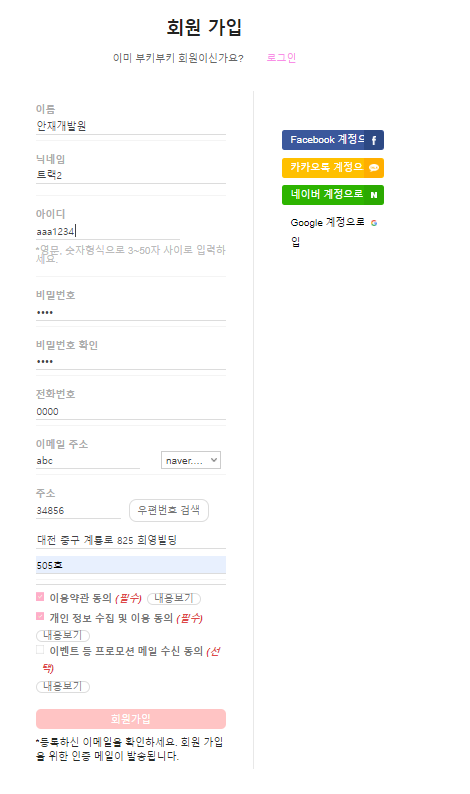 회원 가입
이미 부키부키 회원이신가요? 로그인
이름
안재개발원
닉네임
트랙2
아이디
aaa1234
*영문, 숫자형식으로 3~50자 사이로 입력하
세요.
비밀번호
••••
비밀번호 확인
••••
전화번호
0000
이메일 주소
abc naver....
주소
34856 우편번호 검색
대전 중구 계룡로 825 희영빌딩
505호
이용약관 동의 (필수) 내용보기
개인 정보 수집 및 이용 동의 (필수)
내용보기
이벤트 등 프로모션 메일 수신 동의 (선
택)
내용보기
회원가입
*등록하신 이메일을 확인하세요. 회원 가입
을 위한 인증 메일이 발송됩니다.
Facebook 계정으 f
카카오톡 계정으
네이버 계정으로 N
Google 계정으로 G
입